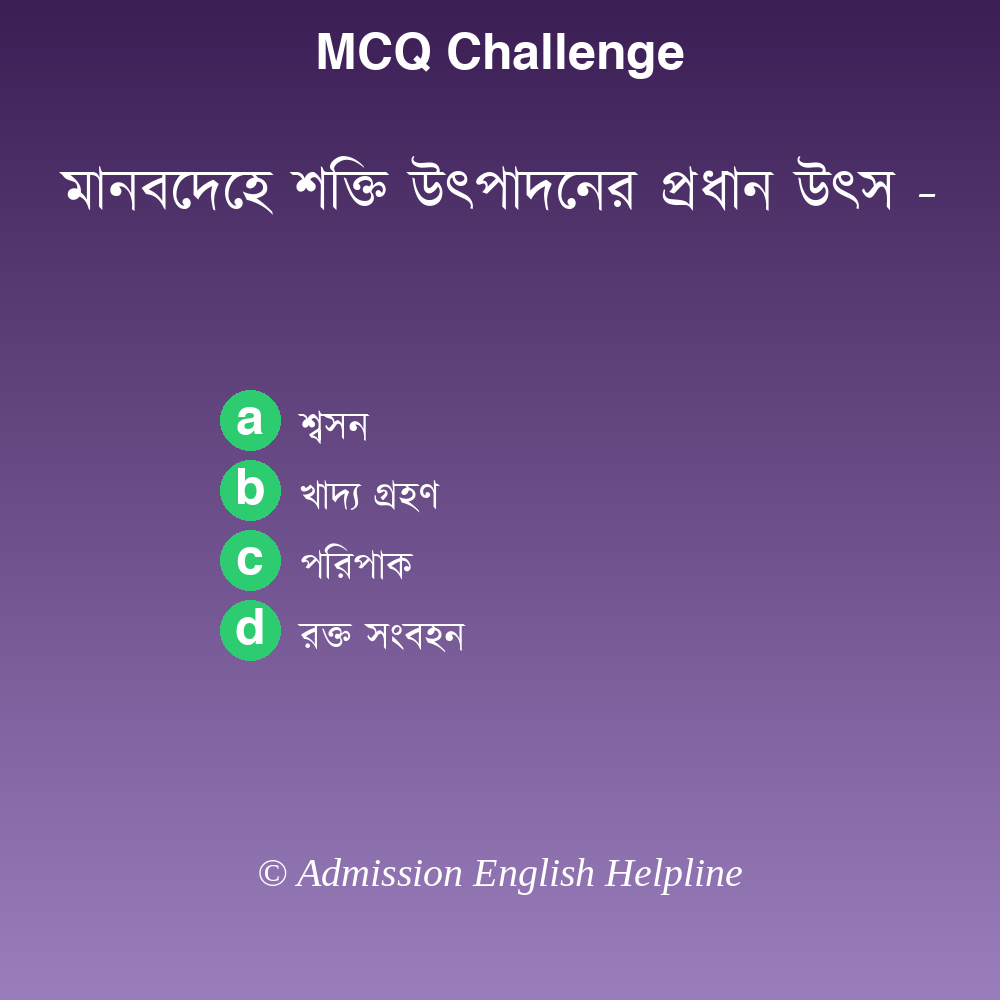 MCQ Challenge
মানবদেহে শক্তি উৎপাদনের প্রধান উৎস -
a শ্বসন
b খাদ্য গ্রহণ
c পরিপাক
d রক্ত সংবহন
© Admission English Helpline